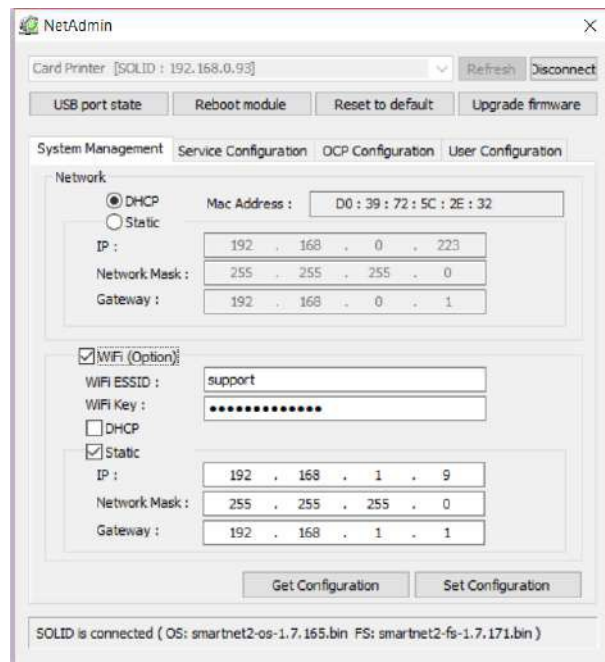 NetAdmin
Card Printer [SOLID : 192.168.0.93] Refresh Disconnect
USB port state Reboot module Reset to default Upgrade firmware
System Management Service Configuration OCP Configuration User Configuration
Network
DHCP Mac Address : D0 : 39 : 72 : 5C : 2E : 32
Static
IP : 192 . 168 . 0 . 223
Network Mask : 255 . 255 . 255 . 0
Gateway : 192 . 168 . 0 . 1
WiFi (Option)
WiFi ESSID : support
WiFi Key : •••••••••••••
DHCP
Static
IP : 192 . 168 . 1 . 9
Network Mask : 255 . 255 . 255 . 0
Gateway : 192 . 168 . 1 . 1
Get Configuration Set Configuration
SOLID is connected ( OS: smartnet2-os-1.7.165.bin FS: smartnet2-fs-1.7.171.bin )